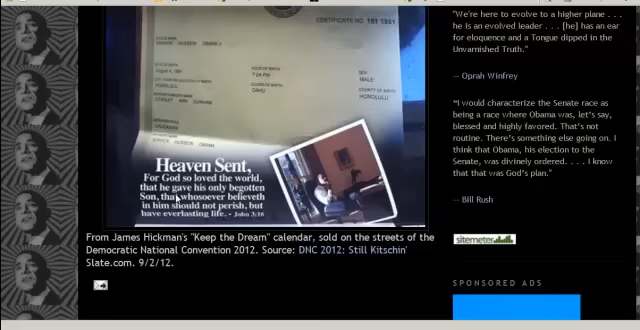 CERTIFICATE NO. 151 1961
7:24 PM
MALE
OAHU
HONOLULU
HONOLULU
Heaven Sent,
For God so loved the world,
that he gave his only begotten
Son, that whosoever believeth
in him should not perish, but
have everlasting life. - John 3:16
From James Hickman's "Keep the Dream" calendar, sold on the streets of the
Democratic National Convention 2012. Source: DNC 2012: Still Kitschin'
Slate.com. 9/2/12.
"We're here to evolve to a higher plane . . .
he is an evolved leader . . . [he] has an ear
for eloquence and a Tongue dipped in the
Unvarnished Truth."
-- Oprah Winfrey
"I would characterize the Senate race as
being a race where Obama was, let's say,
blessed and highly favored. That's not
routine. There's something else going on. I
think that Obama, his election to the
Senate, was divinely ordered. . . . I know
that that was God's plan."
-- Bill Rush
sitemeter
SPONSORED ADS